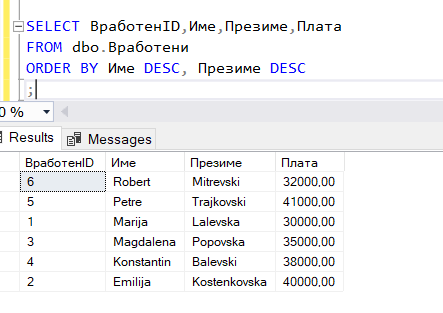 SELECT ВработенID,Име,Презиме,Плата
FROM dbo.Вработени
ORDER BY Име DESC, Презиме DESC
;
0 %
Results Messages
ВработенID Име Презиме Плата
6 Robert Mitrevski 32000,00
5 Petre Trajkovski 41000,00
1 Marija Lalevska 30000,00
3 Magdalena Popovska 35000,00
4 Konstantin Balevski 38000,00
2 Emilija Kostenkovska 40000,00